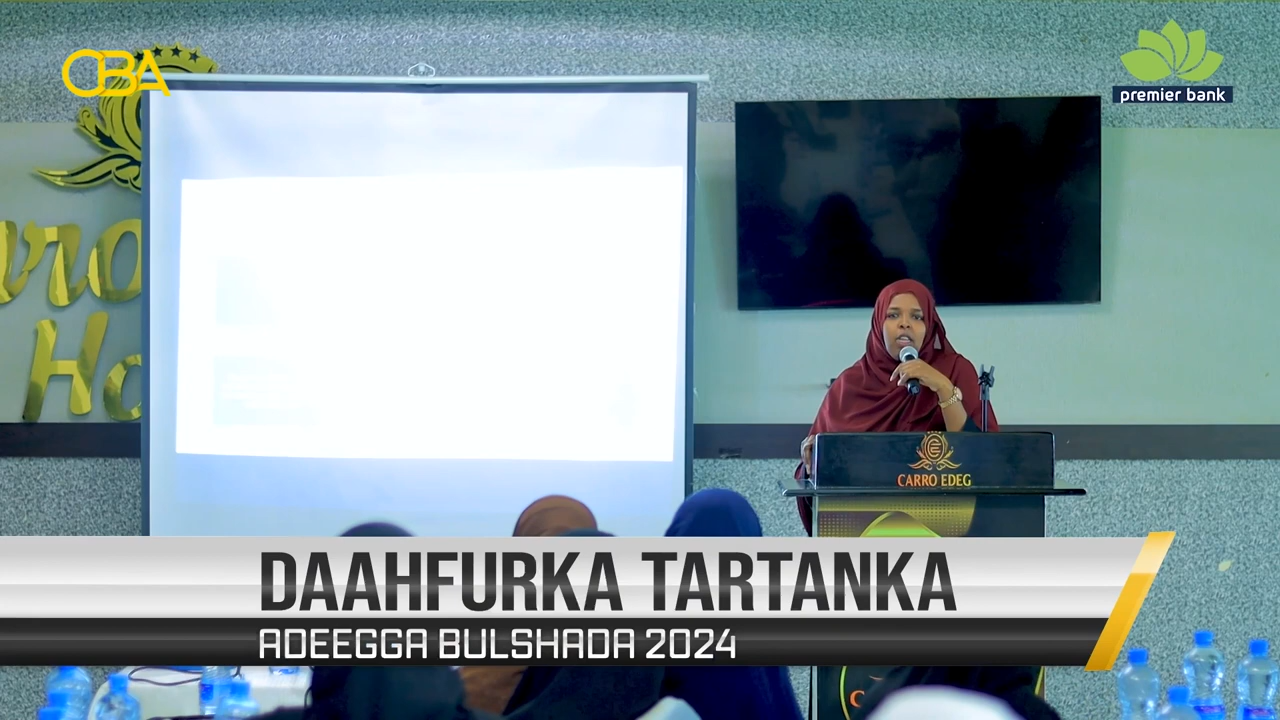 OBA
premier bank
CARRO EDEG
DAAHFURKA TARTANKA
ADEEGGA BULSHADA 2024